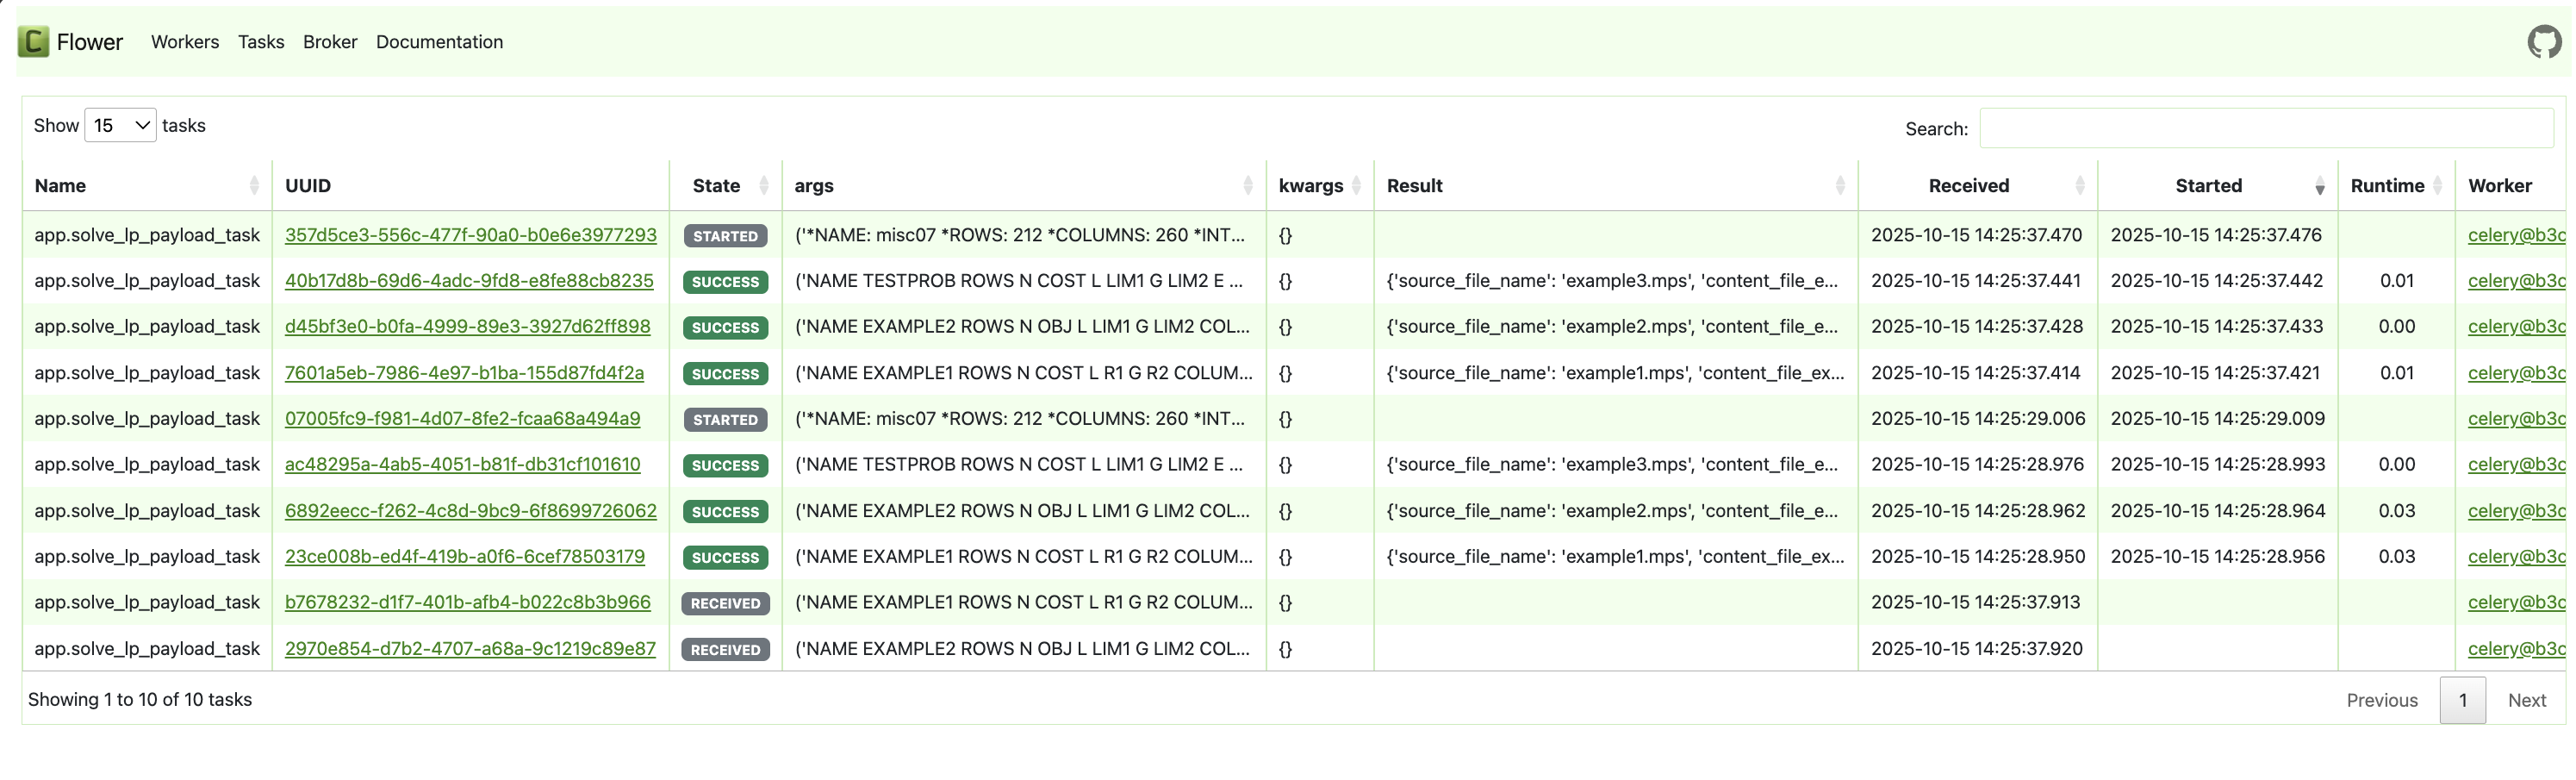 Flower Workers Tasks Broker Documentation
Show 15 tasks Search:
Name UUID State args kwargs Result Received Started Runtime Worker
app.solve_lp_payload_task 357d5ce3-556c-477f-90a0-b0e6e3977293 STARTED ('*NAME: misc07 *ROWS: 212 *COLUMNS: 260 *INT... {} 2025-10-15 14:25:37.470 2025-10-15 14:25:37.476 celery@b3c
app.solve_lp_payload_task 40b17d8b-69d6-4adc-9fd8-e8fe88cb8235 SUCCESS ('NAME TESTPROB ROWS N COST L LIM1 G LIM2 E ... {} {'source_file_name': 'example3.mps', 'content_file_e... 2025-10-15 14:25:37.441 2025-10-15 14:25:37.442 0.01 celery@b3c
app.solve_lp_payload_task d45bf3e0-b0fa-4999-89e3-3927d62ff898 SUCCESS ('NAME EXAMPLE2 ROWS N OBJ L LIM1 G LIM2 COL... {} {'source_file_name': 'example2.mps', 'content_file_e... 2025-10-15 14:25:37.428 2025-10-15 14:25:37.433 0.00 celery@b3c
app.solve_lp_payload_task 7601a5eb-7986-4e97-b1ba-155d87fd4f2a SUCCESS ('NAME EXAMPLE1 ROWS N COST L R1 G R2 COLUM... {} {'source_file_name': 'example1.mps', 'content_file_ex... 2025-10-15 14:25:37.414 2025-10-15 14:25:37.421 0.01 celery@b3c
app.solve_lp_payload_task 07005fc9-f981-4d07-8fe2-fcaa68a494a9 STARTED ('*NAME: misc07 *ROWS: 212 *COLUMNS: 260 *INT... {} 2025-10-15 14:25:29.006 2025-10-15 14:25:29.009 celery@b3c
app.solve_lp_payload_task ac48295a-4ab5-4051-b81f-db31cf101610 SUCCESS ('NAME TESTPROB ROWS N COST L LIM1 G LIM2 E ... {} {'source_file_name': 'example3.mps', 'content_file_e... 2025-10-15 14:25:28.976 2025-10-15 14:25:28.993 0.00 celery@b3c
app.solve_lp_payload_task 6892eecc-f262-4c8d-9bc9-6f8699726062 SUCCESS ('NAME EXAMPLE2 ROWS N OBJ L LIM1 G LIM2 COL... {} {'source_file_name': 'example2.mps', 'content_file_e... 2025-10-15 14:25:28.962 2025-10-15 14:25:28.964 0.03 celery@b3c
app.solve_lp_payload_task 23ce008b-ed4f-419b-a0f6-6cef78503179 SUCCESS ('NAME EXAMPLE1 ROWS N COST L R1 G R2 COLUM... {} {'source_file_name': 'example1.mps', 'content_file_ex... 2025-10-15 14:25:28.950 2025-10-15 14:25:28.956 0.03 celery@b3c
app.solve_lp_payload_task b7678232-d1f7-401b-afb4-b022c8b3b966 RECEIVED ('NAME EXAMPLE1 ROWS N COST L R1 G R2 COLUM... {} 2025-10-15 14:25:37.913 celery@b3c
app.solve_lp_payload_task 2970e854-d7b2-4707-a68a-9c1219c89e87 RECEIVED ('NAME EXAMPLE2 ROWS N OBJ L LIM1 G LIM2 COL... {} 2025-10-15 14:25:37.920 celery@b3c
Showing 1 to 10 of 10 tasks Previous 1 Next